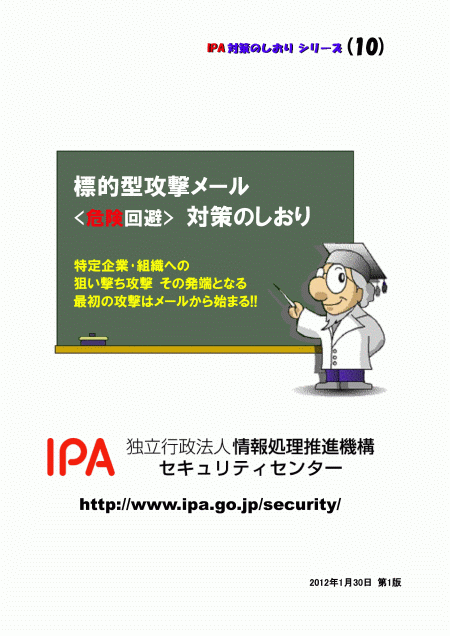 IPA 対策のしおり シリーズ (10)
標的型攻撃メール
<危険回避> 対策のしおり
特定企業・組織への
狙い撃ち攻撃 その発端となる
最初の攻撃はメールから始まる!!
IPA
独立行政法人情報処理推進機構
セキュリティセンター
http://www.ipa.go.jp/security/
2012年1月30日 第1版